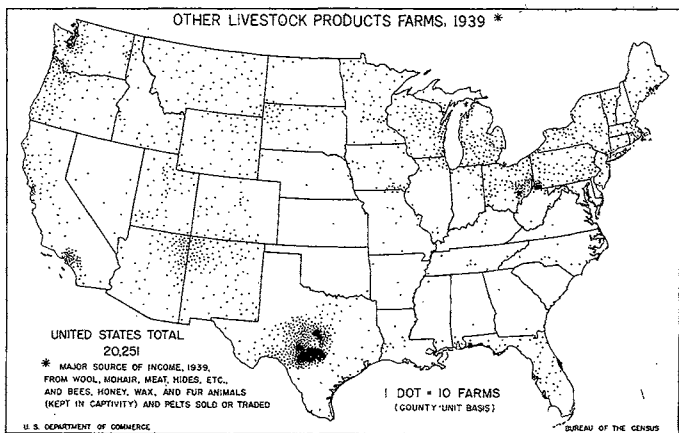 OTHER LIVESTOCK PRODUCTS FARMS, 1939 *
UNITED STATES TOTAL
20,251
* MAJOR SOURCE OF INCOME, 1939,
FROM WOOL, MOHAIR, MEAT, HIDES, ETC.,
AND BEES, HONEY, WAX, AND FUR ANIMALS
(KEPT IN CAPTIVITY) AND PELTS SOLD OR TRADED
1 DOT = 10 FARMS
(COUNTY-UNIT BASIS)
U. S. DEPARTMENT OF COMMERCE
BUREAU OF THE CENSUS